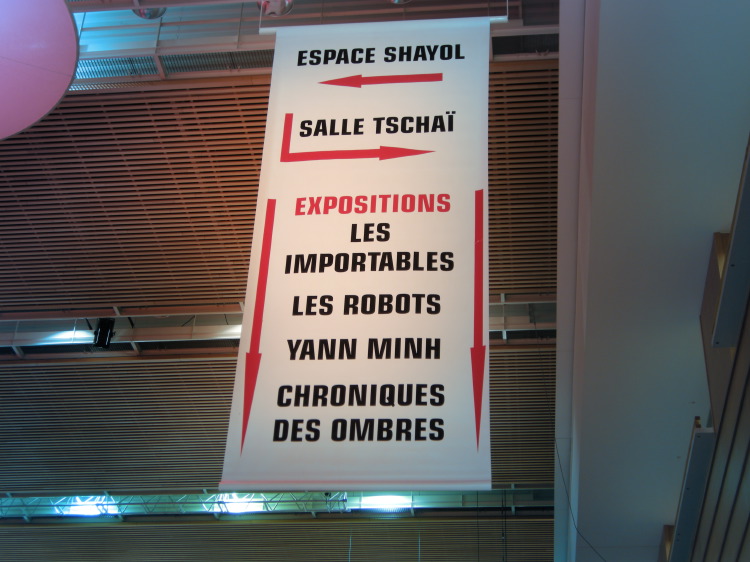 ESPACE SHAYOL
SALLE TSCHAÏ
EXPOSITIONS
LES
IMPORTABLES
LES ROBOTS
YANN MINH
CHRONIQUES
DES OMBRES